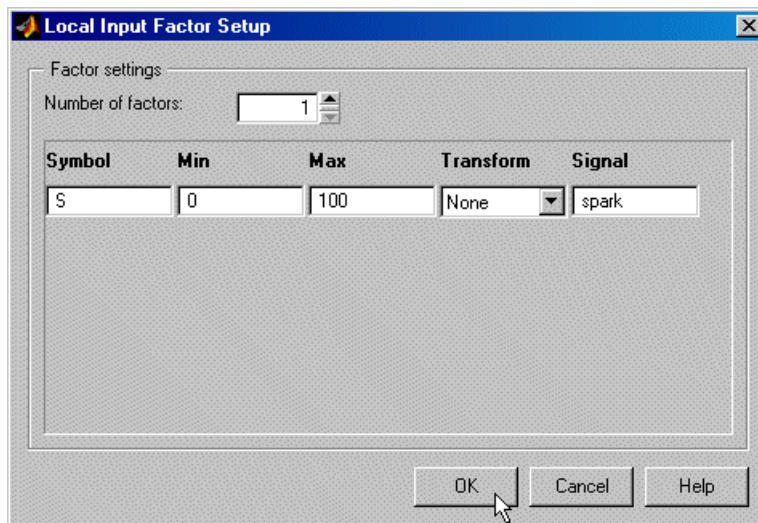 Local Input Factor Setup
Factor settings
Number of factors: 1
Symbol Min Max Transform Signal
S 0 100 None spark
OK Cancel Help